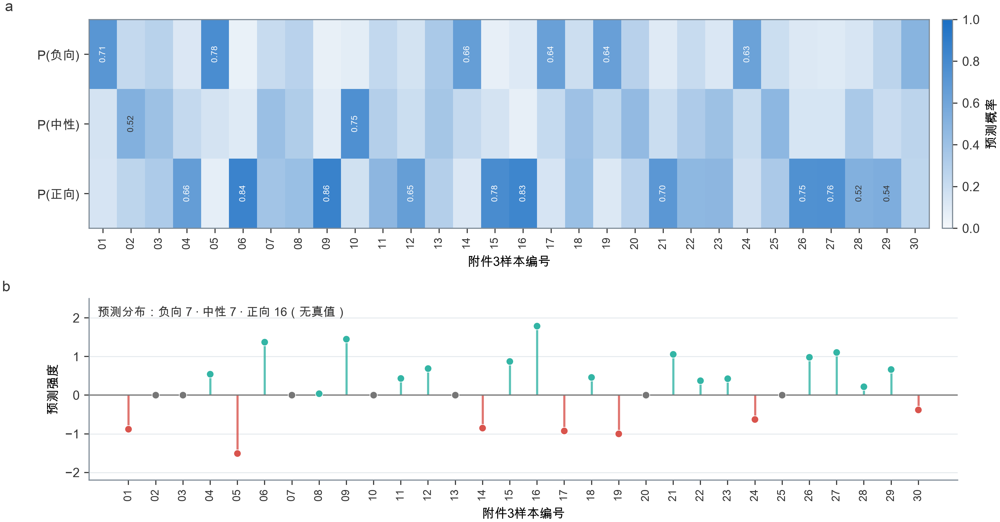 a
P(负向)
P(中性)
P(正向)
0.71 0.78 0.66 0.64 0.64 0.63
0.52 0.75
0.66 0.84 0.86 0.65 0.78 0.83 0.70 0.75 0.76 0.52 0.54
01 02 03 04 05 06 07 08 09 10 11 12 13 14 15 16 17 18 19 20 21 22 23 24 25 26 27 28 29 30
附件3样本编号
1.0
0.8
0.6
0.4
0.2
0.0
预测概率
b
预测分布：负向 7 · 中性 7 · 正向 16（无真值）
2
1
0
−1
−2
预测强度
01 02 03 04 05 06 07 08 09 10 11 12 13 14 15 16 17 18 19 20 21 22 23 24 25 26 27 28 29 30
附件3样本编号